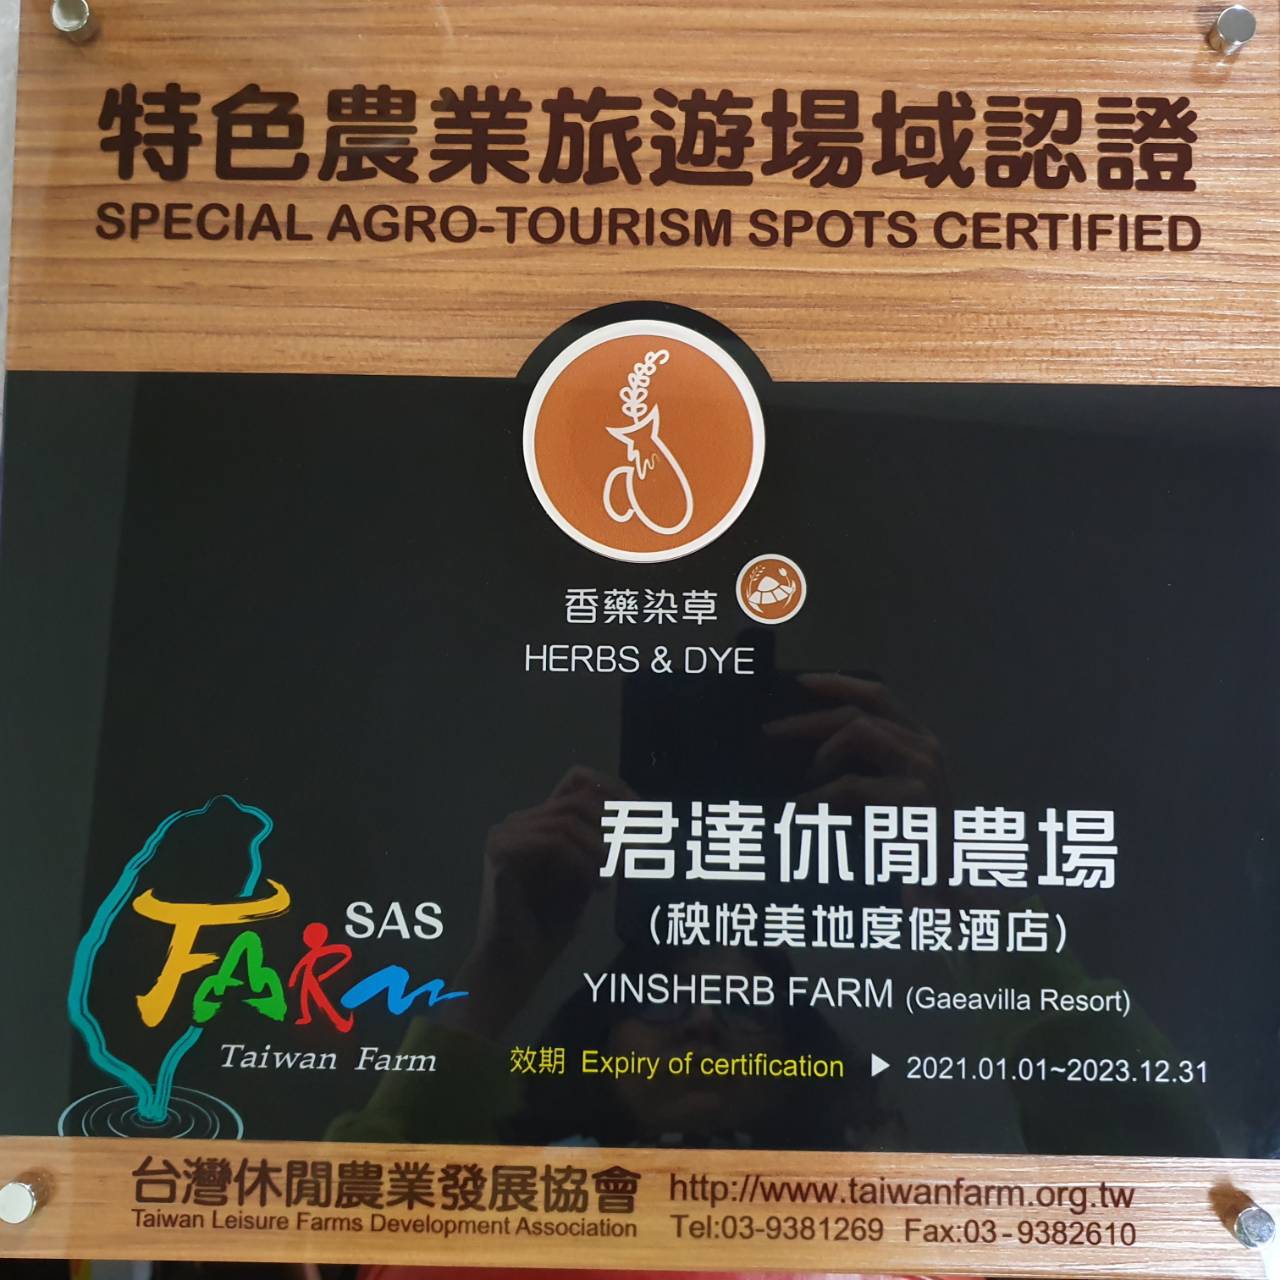 特色農業旅遊場域認證
SPECIAL AGRO-TOURISM SPOTS CERTIFIED
香藥染草
HERBS & DYE
君達休閒農場
(秧悅美地度假酒店)
YINSHERB FARM (Gaeavilla Resort)
FARM SAS
Taiwan Farm
效期 Expiry of certification ▶ 2021.01.01~2023.12.31
台灣休閒農業發展協會
Taiwan Leisure Farms Development Association
http://www.taiwanfarm.org.tw
Tel:03-9381269 Fax:03-9382610